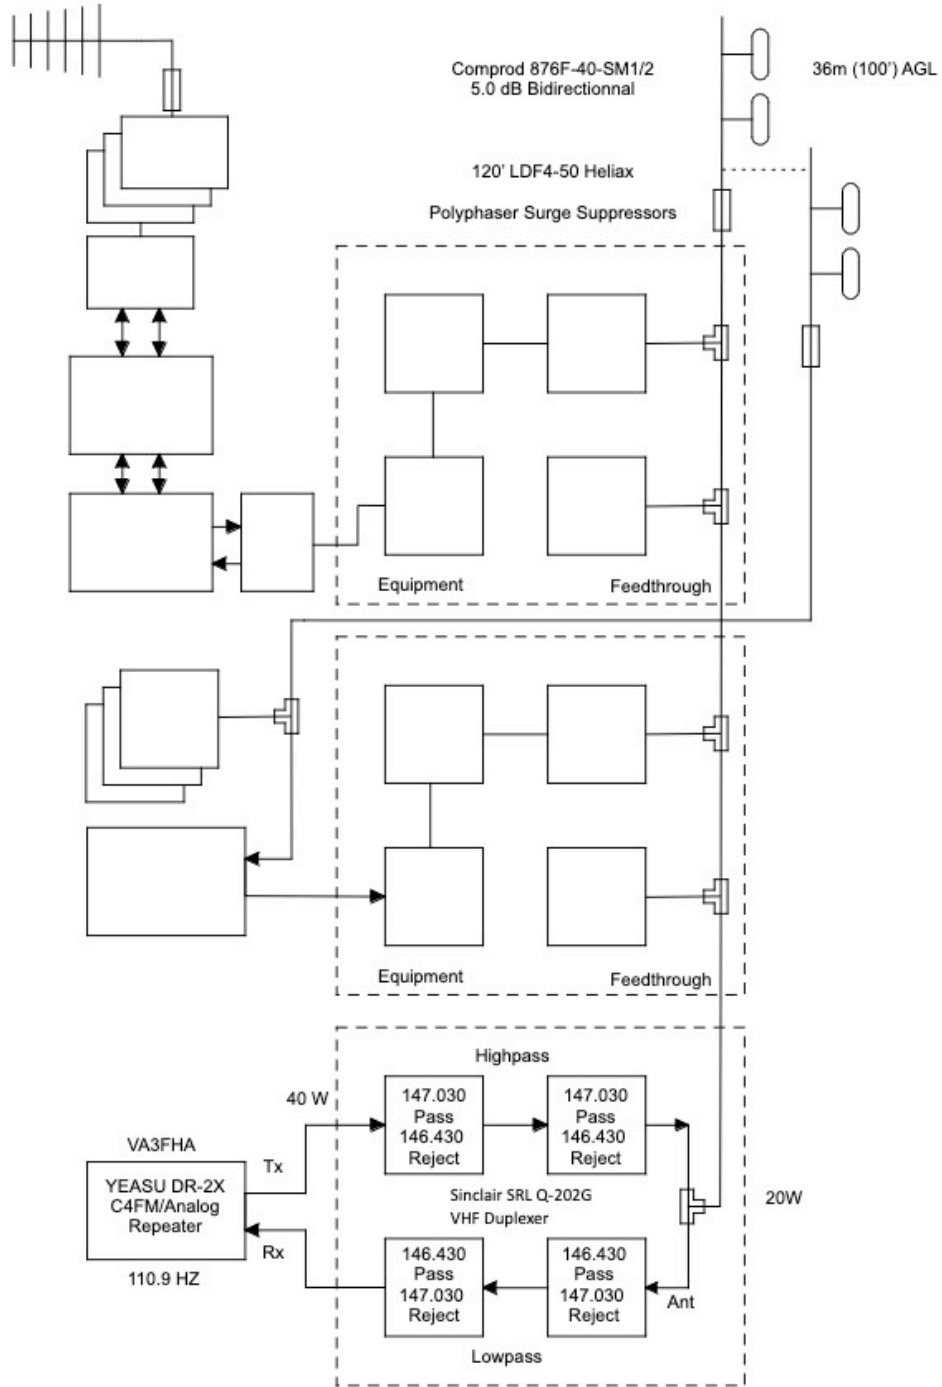 Comprod 876F-40-SM1/2
5.0 dB Bidirectionnal
36m (100') AGL
120' LDF4-50 Heliax
Polyphaser Surge Suppressors
Equipment
Feedthrough
Equipment
Feedthrough
Highpass
40 W
147.030
Pass
146.430
Reject
147.030
Pass
146.430
Reject
VA3FHA
Tx
YEASU DR-2X
C4FM/Analog
Repeater
Sinclair SRL Q-202G
VHF Duplexer
20W
Rx
110.9 HZ
146.430
Pass
147.030
Reject
146.430
Pass
147.030
Reject
Ant
Lowpass